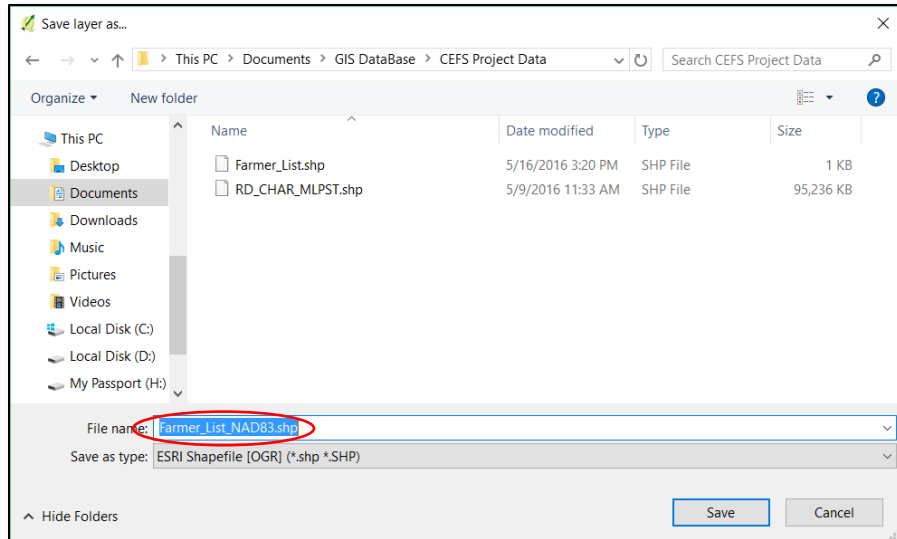 Save layer as...
This PC > Documents > GIS DataBase > CEFS Project Data
Search CEFS Project Data
Organize
New folder
?
Name Date modified Type Size
Farmer_List.shp 5/16/2016 3:20 PM SHP File 1 KB
RD_CHAR_MLPST.shp 5/9/2016 11:33 AM SHP File 95,236 KB
This PC
Desktop
Documents
Downloads
Music
Pictures
Videos
Local Disk (C:)
Local Disk (D:)
My Passport (H:)
File name: Farmer_List_NAD83.shp
Save as type: ESRI Shapefile [OGR] (*.shp *.SHP)
Hide Folders
Save
Cancel